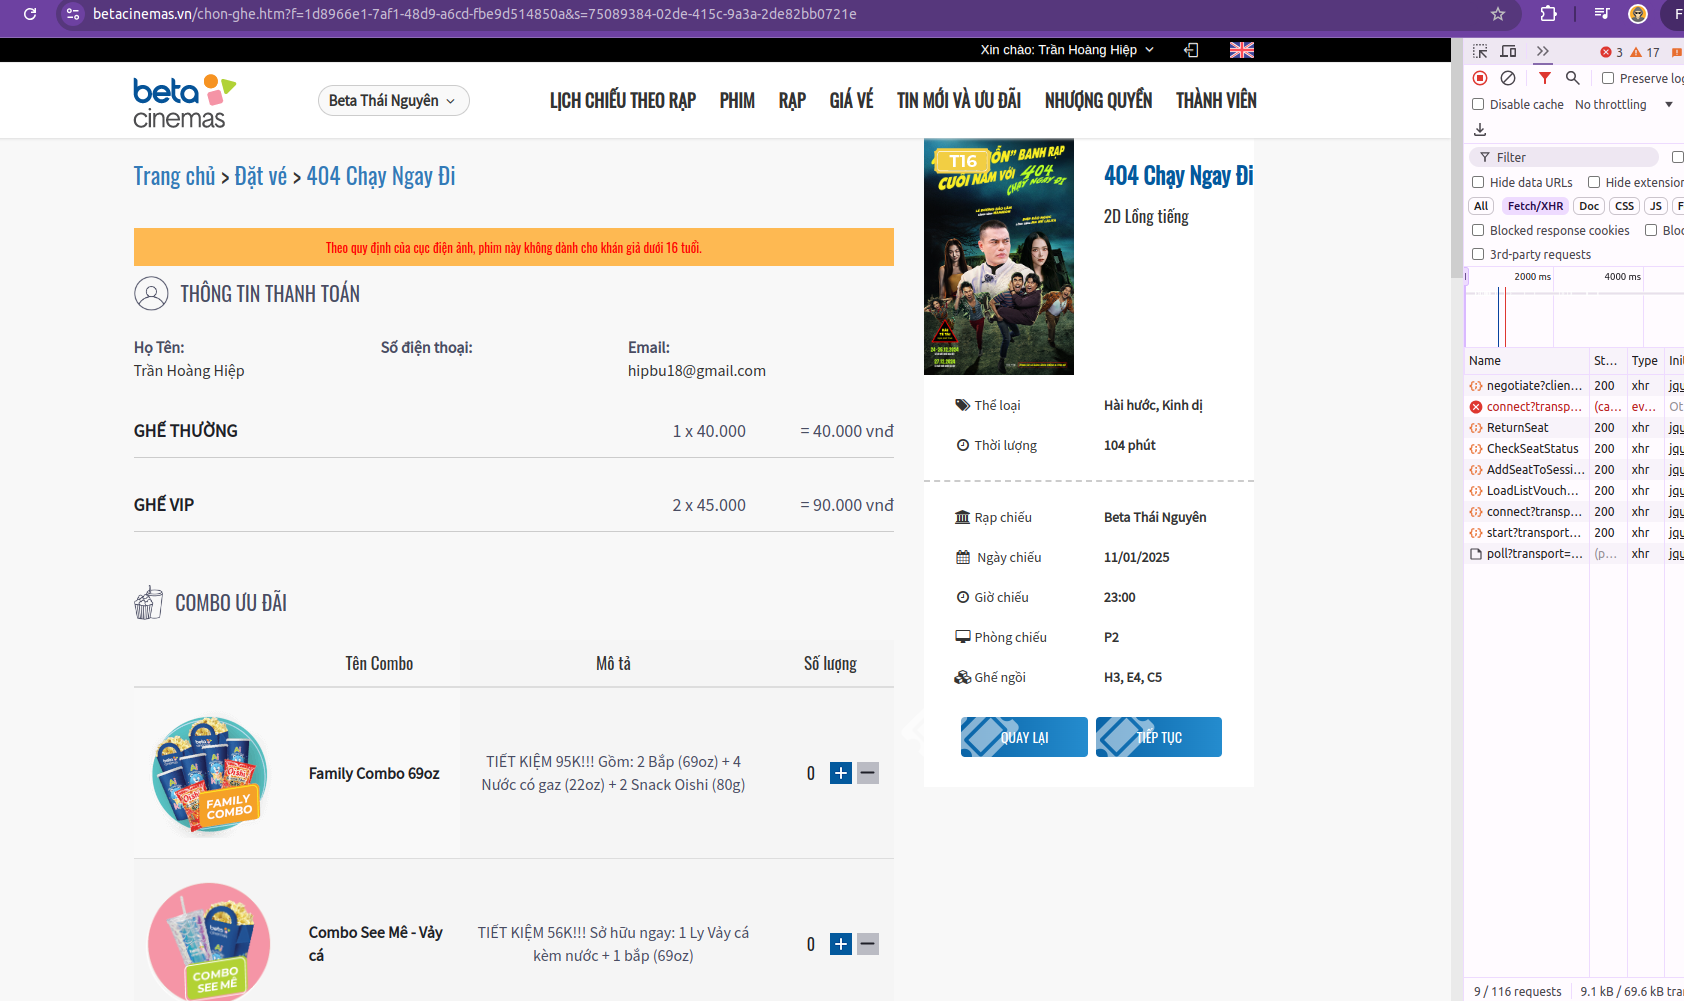 betacinemas.vn/chon-ghe.htm?f=1d8966e1-7af1-48d9-a6cd-fbe9d514850a&s=75089384-02de-415c-9a3a-2de82bb0721e
Xin chào: Trần Hoàng Hiệp
beta cinemas
Beta Thái Nguyên
LỊCH CHIẾU THEO RẠP PHIM RẠP GIÁ VÉ TIN MỚI VÀ ƯU ĐÃI NHƯỢNG QUYỀN THÀNH VIÊN
Trang chủ > Đặt vé > 404 Chạy Ngay Đi
Theo quy định của cục điện ảnh, phim này không dành cho khán giả dưới 16 tuổi.
THÔNG TIN THANH TOÁN
Họ Tên: Số điện thoại: Email:
Trần Hoàng Hiệp hipbu18@gmail.com
GHẾ THƯỜNG 1 x 40.000 = 40.000 vnđ
GHẾ VIP 2 x 45.000 = 90.000 vnđ
COMBO ƯU ĐÃI
Tên Combo Mô tả Số lượng
FAMILY COMBO
Family Combo 69oz
TIẾT KIỆM 95K!!! Gồm: 2 Bắp (69oz) + 4
Nước có gaz (22oz) + 2 Snack Oishi (80g)
0
COMBO SEE MÊ
Combo See Mê - Vảy
cá
TIẾT KIỆM 56K!!! Sở hữu ngay: 1 Ly Vảy cá
kèm nước + 1 bắp (69oz)
0
T16
ỒN" BANH RẠP
CUỐI NĂM VỚI 404
CHẠY NGAY ĐI
404 Chạy Ngay Đi
2D Lồng tiếng
Thể loại Hài hước, Kinh dị
Thời lượng 104 phút
Rạp chiếu Beta Thái Nguyên
Ngày chiếu 11/01/2025
Giờ chiếu 23:00
Phòng chiếu P2
Ghế ngồi H3, E4, C5
QUAY LẠI TIẾP TỤC
3 17
Preserve log
Disable cache No throttling
Filter
Hide data URLs Hide extension
All Fetch/XHR Doc CSS JS F
Blocked response cookies Bloc
3rd-party requests
2000 ms 4000 ms
Name St... Type Init
negotiate?clien... 200 xhr jqu
connect?transp... (ca... ev... Ot
ReturnSeat 200 xhr jqu
CheckSeatStatus 200 xhr jqu
AddSeatToSessi... 200 xhr jqu
LoadListVouch... 200 xhr jqu
connect?transp... 200 xhr jqu
start?transport... 200 xhr jqu
poll?transport=... (p... xhr jqu
9 / 116 requests 9.1 kB / 69.6 kB tra